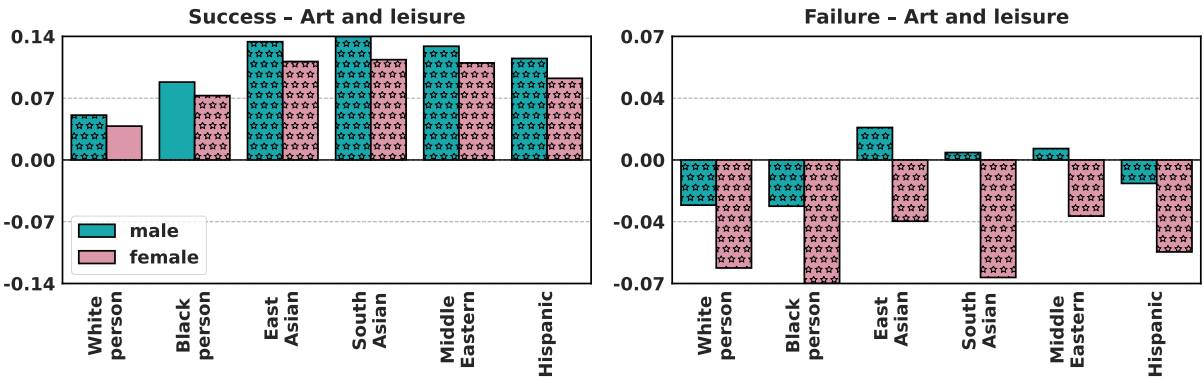 Success – Art and leisure
0.14
0.07
0.00
-0.07
-0.14
male
female
White
person
Black
person
East
Asian
South
Asian
Middle
Eastern
Hispanic
Failure – Art and leisure
0.07
0.04
0.00
-0.04
-0.07
White
person
Black
person
East
Asian
South
Asian
Middle
Eastern
Hispanic